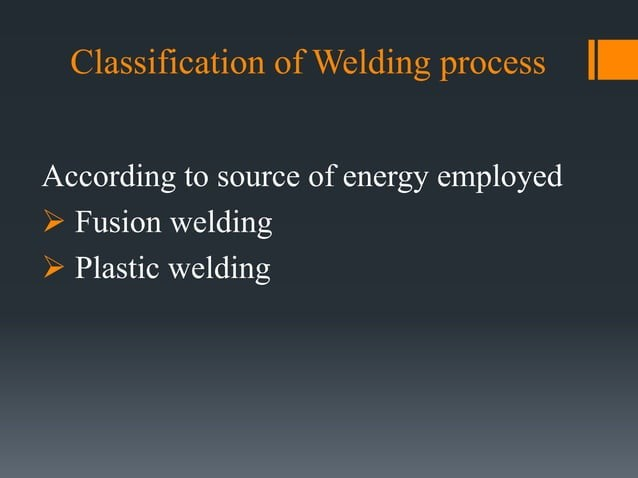 Classification of Welding process
According to source of energy employed
Fusion welding
Plastic welding